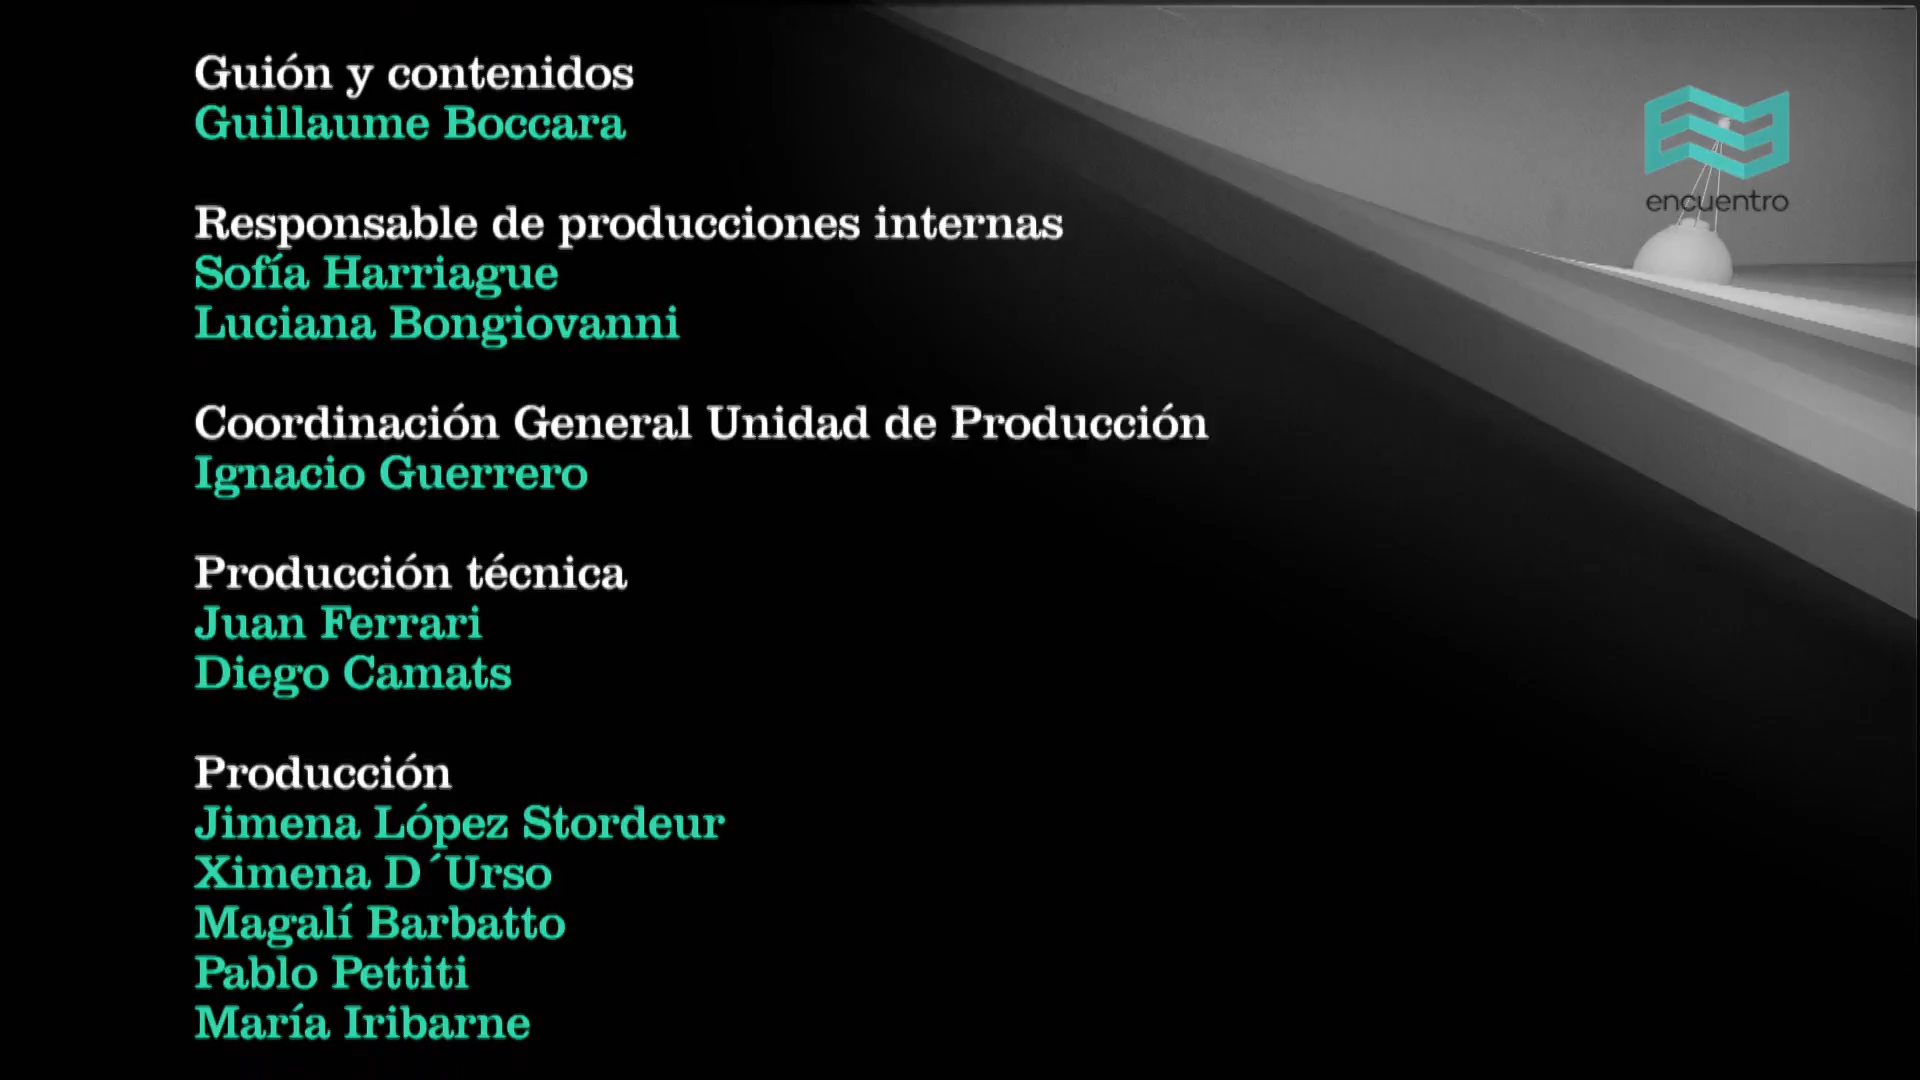 Guión y contenidos
Guillaume Boccara
Responsable de producciones internas
Sofía Harriague
Luciana Bongiovanni
Coordinación General Unidad de Producción
Ignacio Guerrero
Producción técnica
Juan Ferrari
Diego Camats
Producción
Jimena López Stordeur
Ximena D´Urso
Magalí Barbatto
Pablo Pettiti
María Iribarne
encuentro